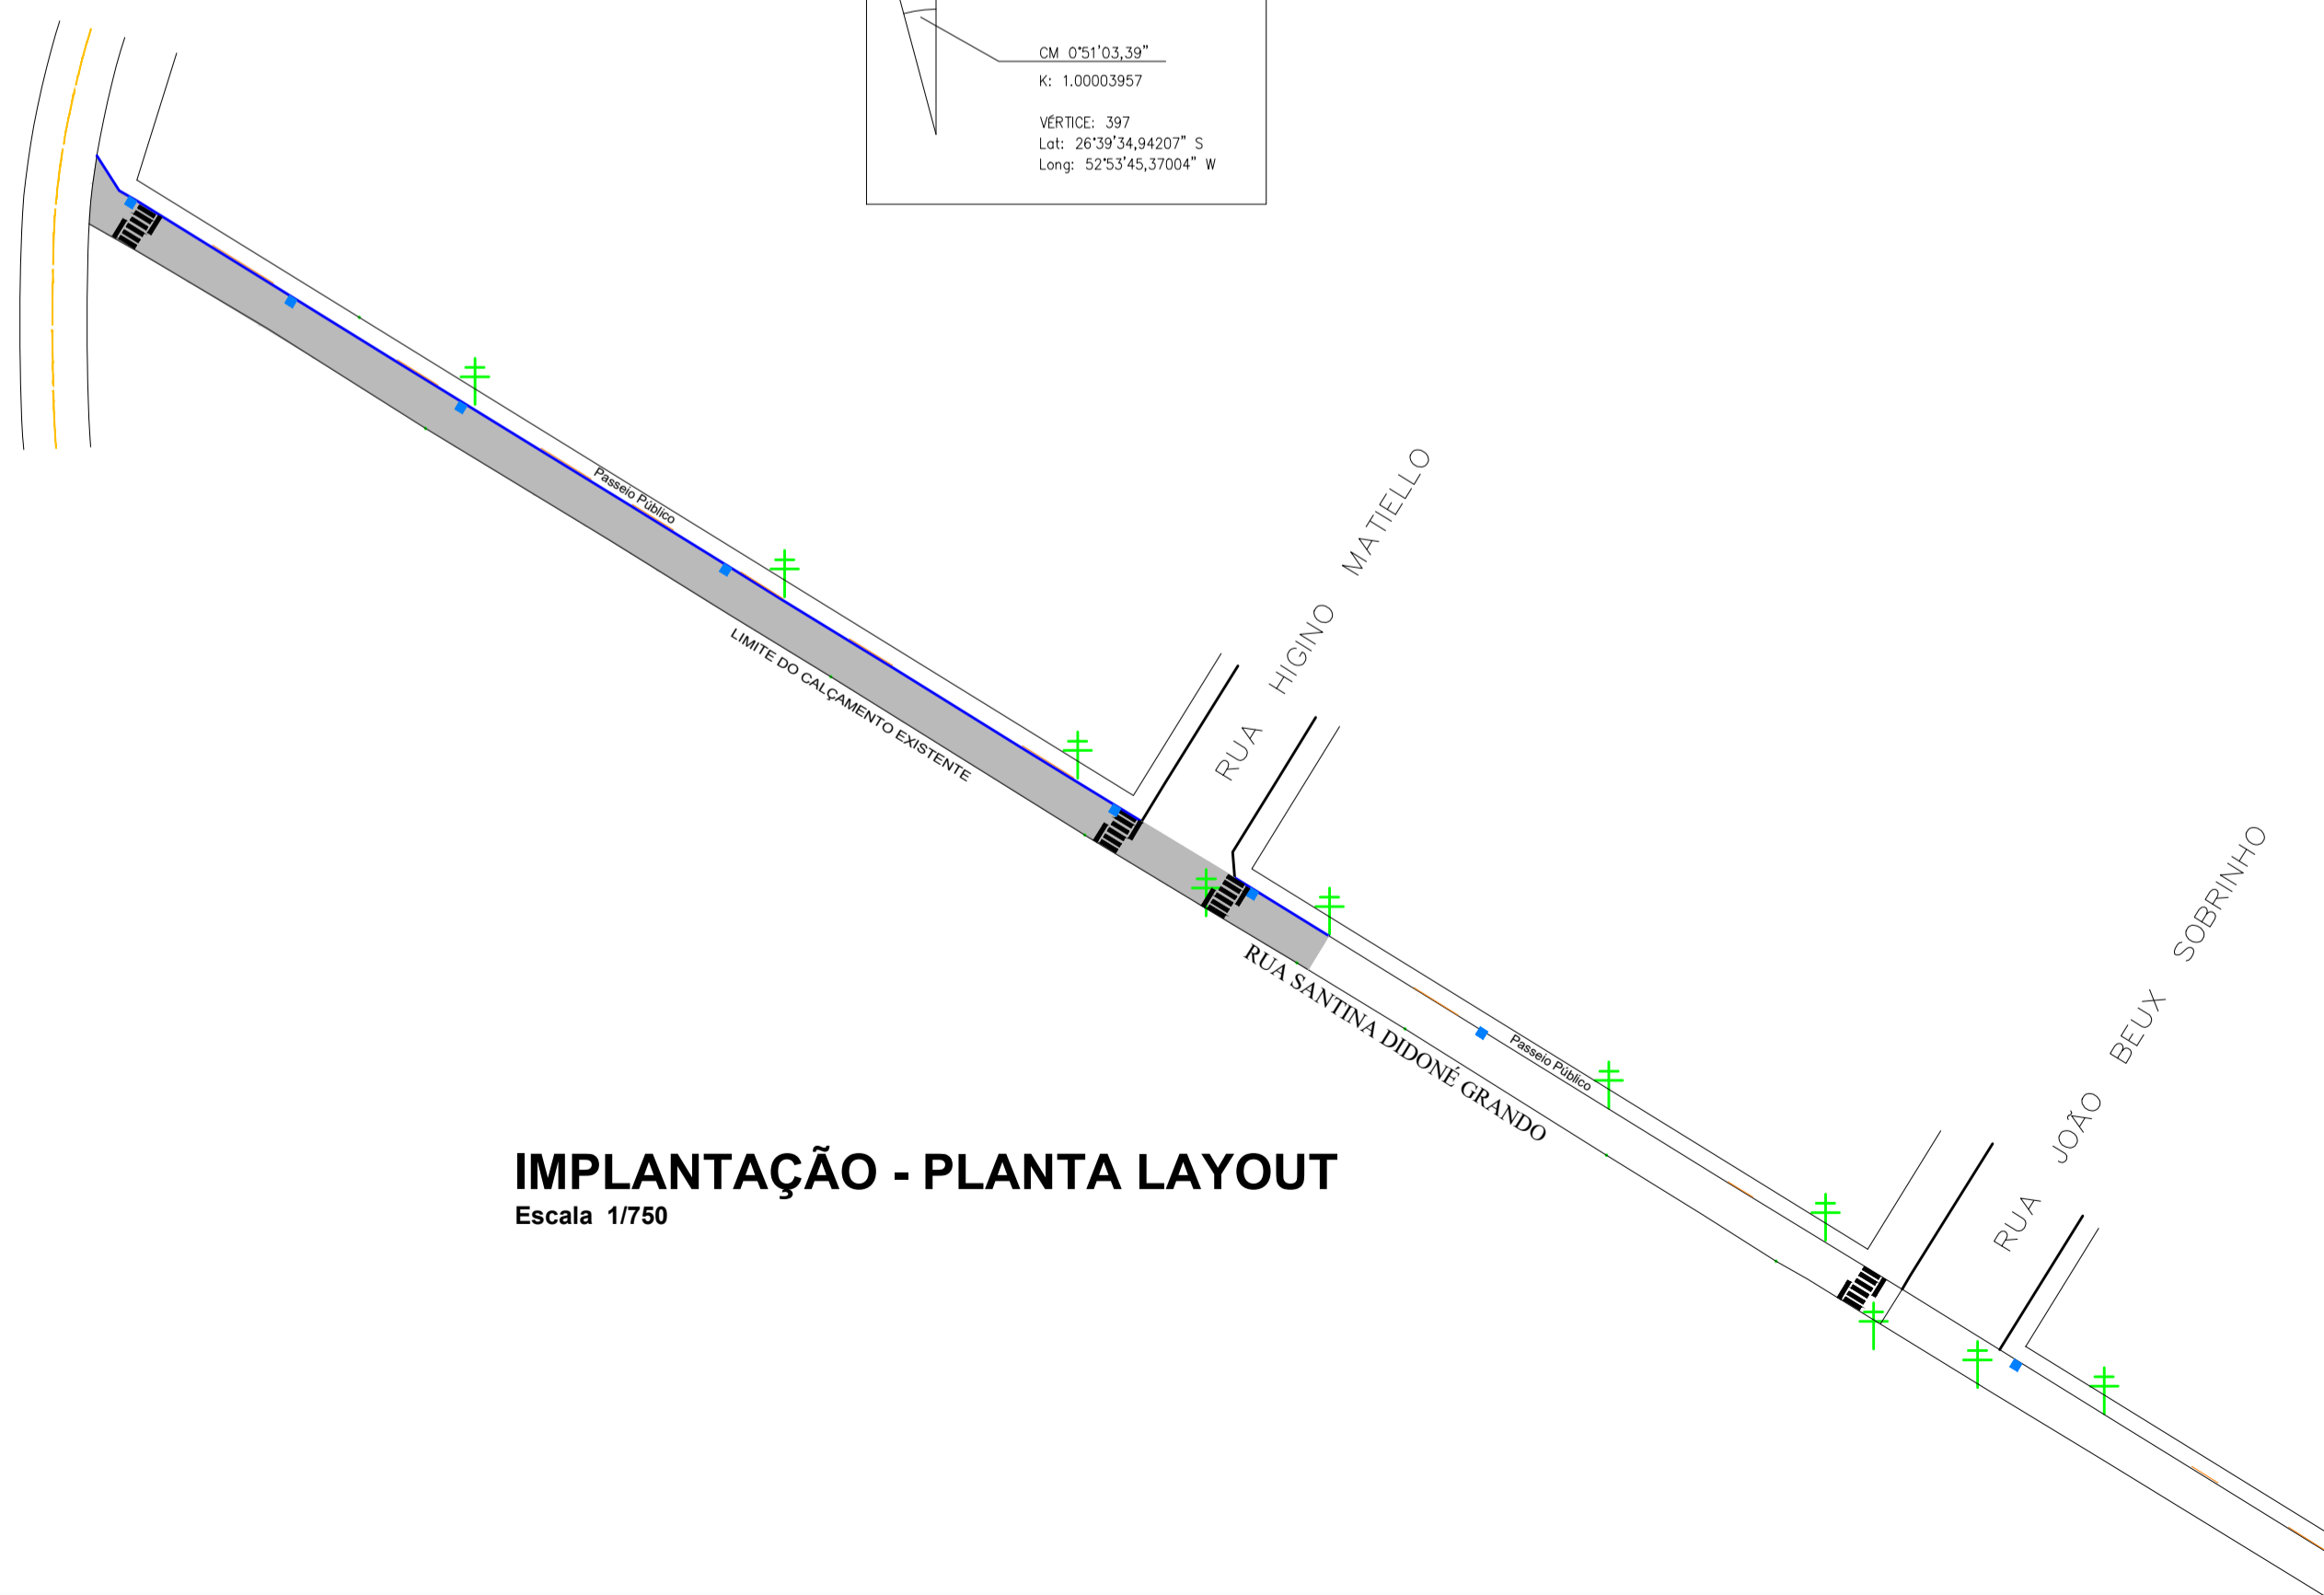 CM 0°51'03,39"
K: 1.00003957
VÉRTICE: 397
Lat: 26°39'34,94207" S
Long: 52°53'45,37004" W
Passeio Público
LIMITE DO CALÇAMENTO EXISTENTE
RUA HIGINO MATIELLO
RUA SANTINA DIDONÉ GRANDO
Passeio Público
RUA JOÃO BEUX SOBRINHO
IMPLANTAÇÃO - PLANTA LAYOUT
Escala 1/750